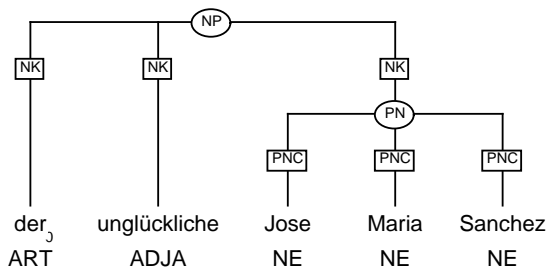 NP
NK NK NK
PN
PNC PNC PNC
der unglückliche Jose Maria Sanchez
ART ADJA NE NE NE